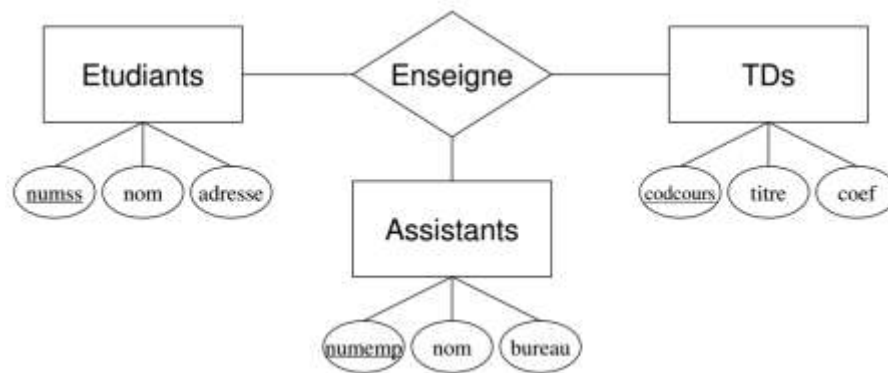 Etudiants Enseigne TDs
numss nom adresse codcours titre coef
Assistants
numemp nom bureau